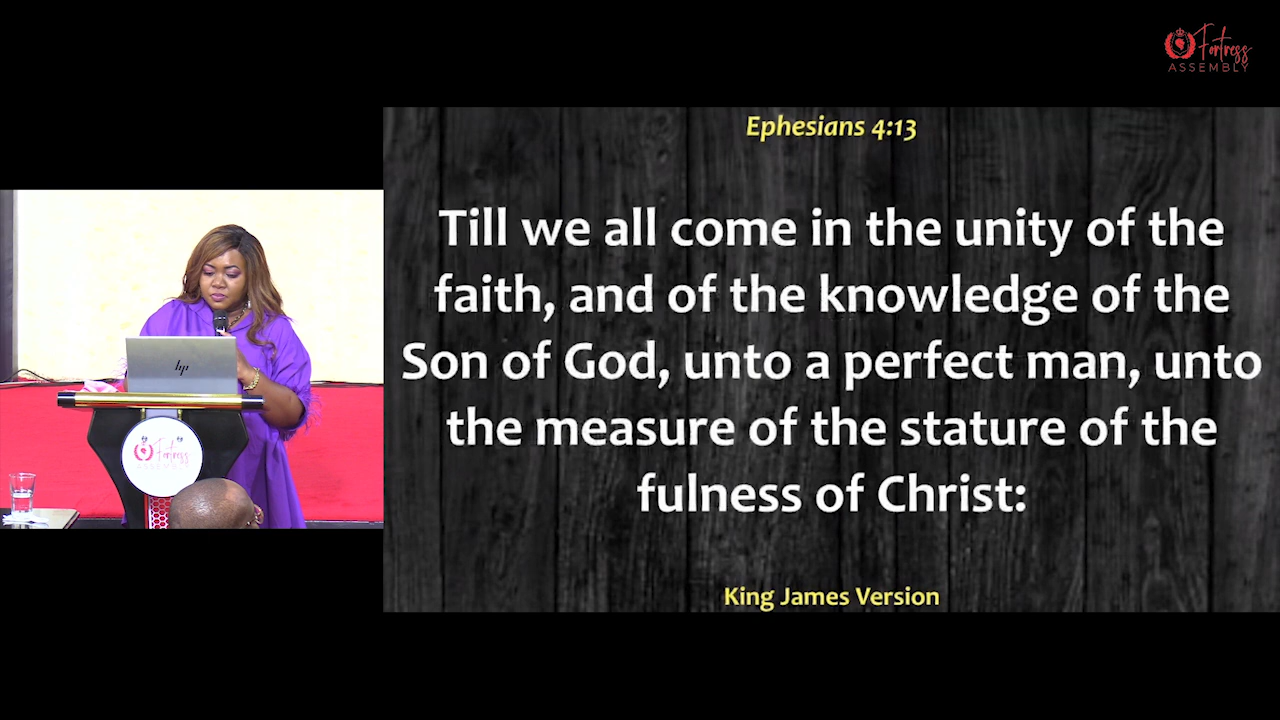 Fortress
ASSEMBLY
Ephesians 4:13
Till we all come in the unity of the
faith, and of the knowledge of the
Son of God, unto a perfect man, unto
the measure of the stature of the
fulness of Christ:
King James Version
hp
Fortress
ASSEMBLY